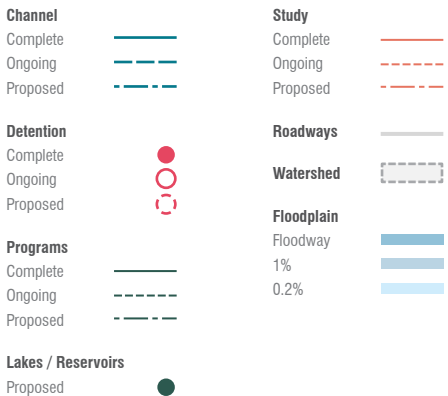 Channel
Complete
Ongoing
Proposed
Detention
Complete
Ongoing
Proposed
Programs
Complete
Ongoing
Proposed
Lakes / Reservoirs
Proposed
Study
Complete
Ongoing
Proposed
Roadways
Watershed
Floodplain
Floodway
1%
0.2%